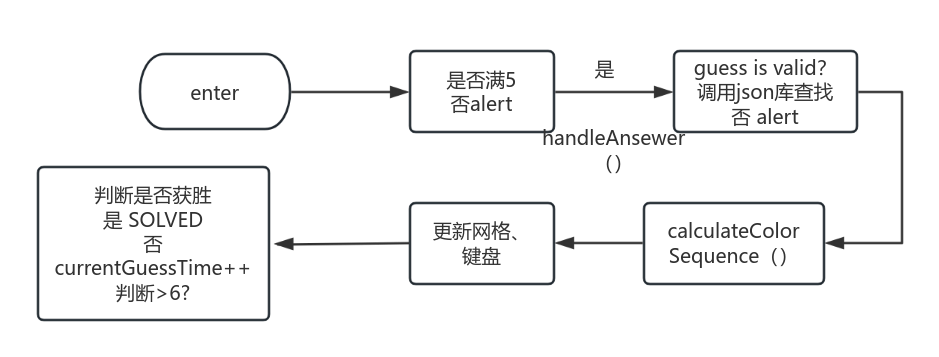 enter
是否满5
否alert
是
handleAnsewer
（）
guess is valid？
调用json库查找
否 alert
calculateColor
Sequence（）
更新网格、
键盘
判断是否获胜
是 SOLVED
否
currentGuessTime++
判断>6?